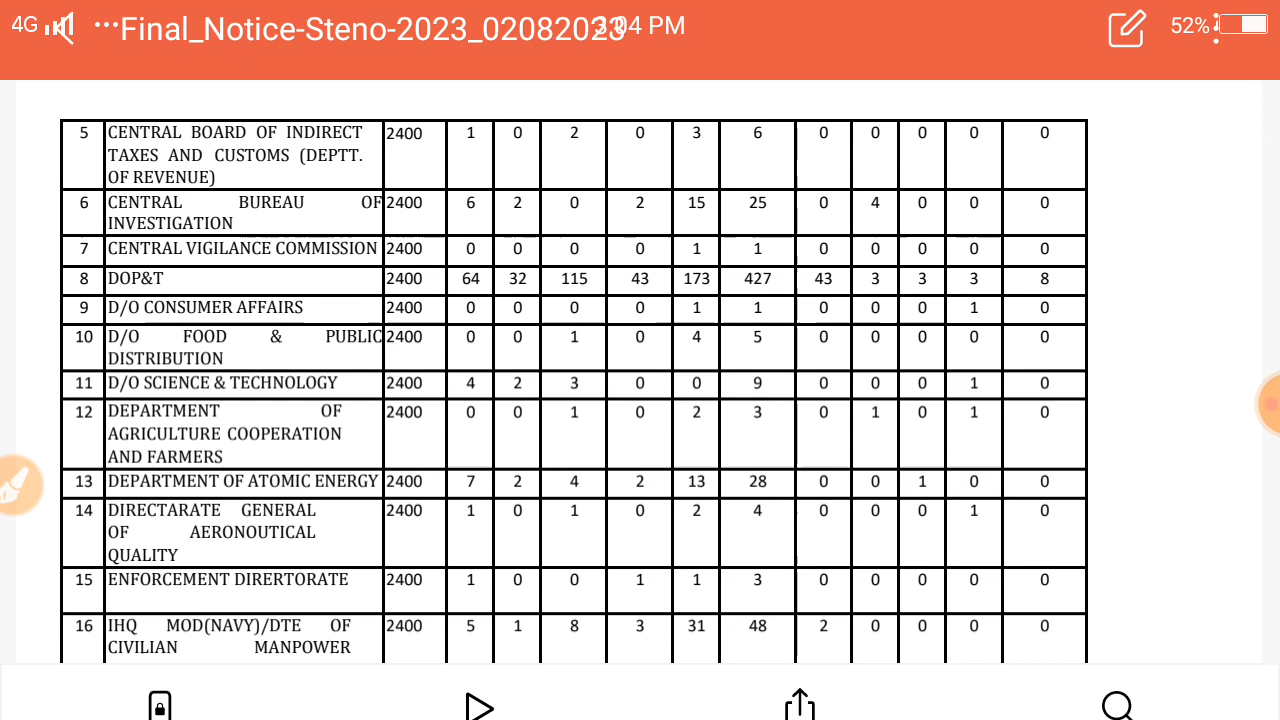 4G ...Final_Notice-Steno-2023_02082023 3:04 PM 52%
5 CENTRAL BOARD OF INDIRECT 2400 1 0 2 0 3 6 0 0 0 0 0
TAXES AND CUSTOMS (DEPTT.
OF REVENUE)
6 CENTRAL BUREAU OF 2400 6 2 0 2 15 25 0 4 0 0 0
INVESTIGATION
7 CENTRAL VIGILANCE COMMISSION 2400 0 0 0 0 1 1 0 0 0 0 0
8 DOP&T 2400 64 32 115 43 173 427 43 3 3 3 8
9 D/O CONSUMER AFFAIRS 2400 0 0 0 0 1 1 0 0 0 1 0
10 D/O FOOD & PUBLIC 2400 0 0 1 0 4 5 0 0 0 0 0
DISTRIBUTION
11 D/O SCIENCE & TECHNOLOGY 2400 4 2 3 0 0 9 0 0 0 1 0
12 DEPARTMENT OF 2400 0 0 1 0 2 3 0 1 0 1 0
AGRICULTURE COOPERATION
AND FARMERS
13 DEPARTMENT OF ATOMIC ENERGY 2400 7 2 4 2 13 28 0 0 1 0 0
14 DIRECTARATE GENERAL 2400 1 0 1 0 2 4 0 0 0 1 0
OF AERONOUTICAL
QUALITY
15 ENFORCEMENT DIRERTORATE 2400 1 0 0 1 1 3 0 0 0 0 0
16 IHQ MOD(NAVY)/DTE OF 2400 5 1 8 3 31 48 2 0 0 0 0
CIVILIAN MANPOWER